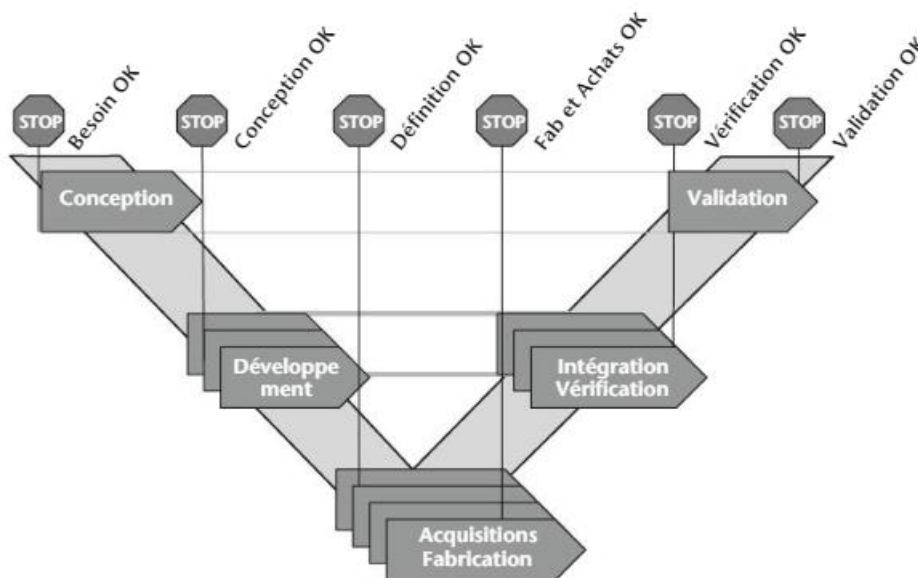 STOP
Besoin OK
STOP
Conception OK
STOP
Définition OK
STOP
Fab et Achats OK
STOP
Vérification OK
STOP
Validation OK
Conception
Validation
Développe
ment
Intégration
Vérification
Acquisitions
Fabrication